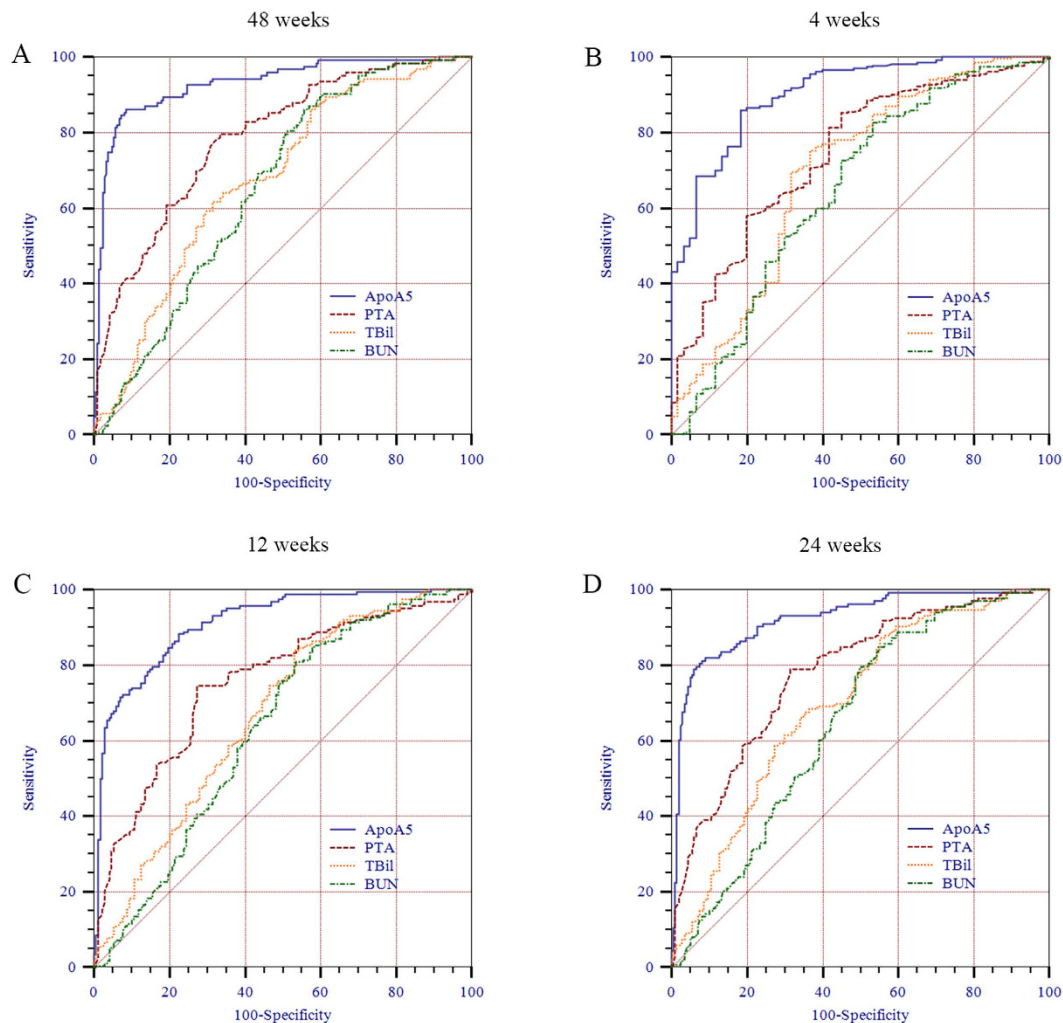 48 weeks
A
100
80
60
40
20
0
Sensitivity
ApoA5
PTA
TBil
BUN
0 20 40 60 80 100
100-Specificity
4 weeks
B
100
80
60
40
20
0
Sensitivity
ApoA5
PTA
TBil
BUN
0 20 40 60 80 100
100-Specificity
12 weeks
C
100
80
60
40
20
0
Sensitivity
ApoA5
PTA
TBil
BUN
0 20 40 60 80 100
100-Specificity
24 weeks
D
100
80
60
40
20
0
Sensitivity
ApoA5
PTA
TBil
BUN
0 20 40 60 80 100
100-Specificity